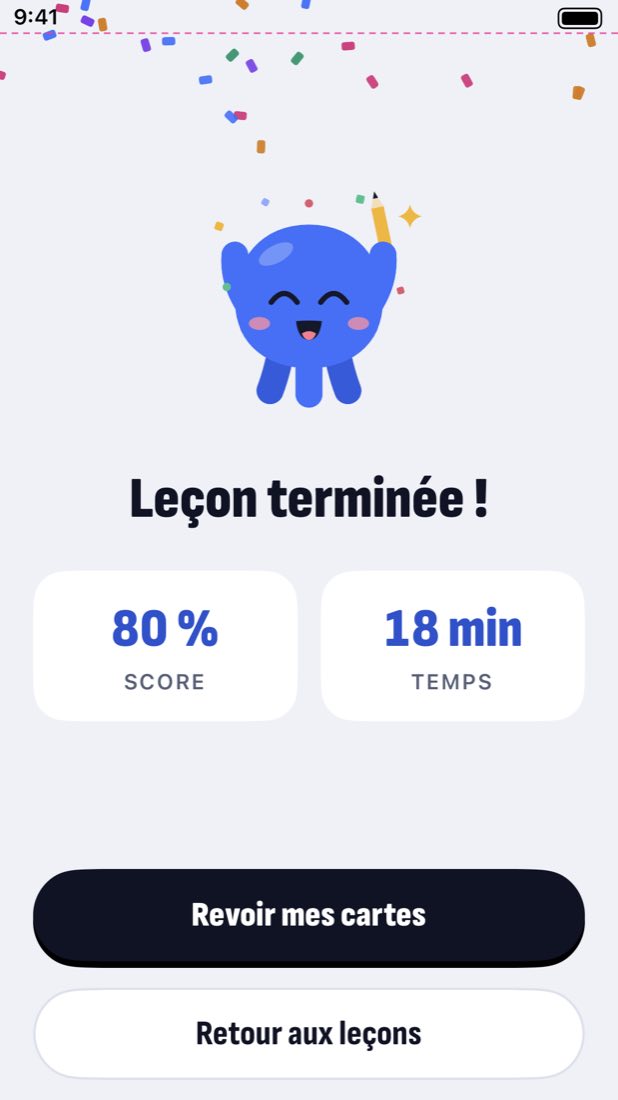 9:41
Leçon terminée !
80 %
SCORE
18 min
TEMPS
Revoir mes cartes
Retour aux leçons